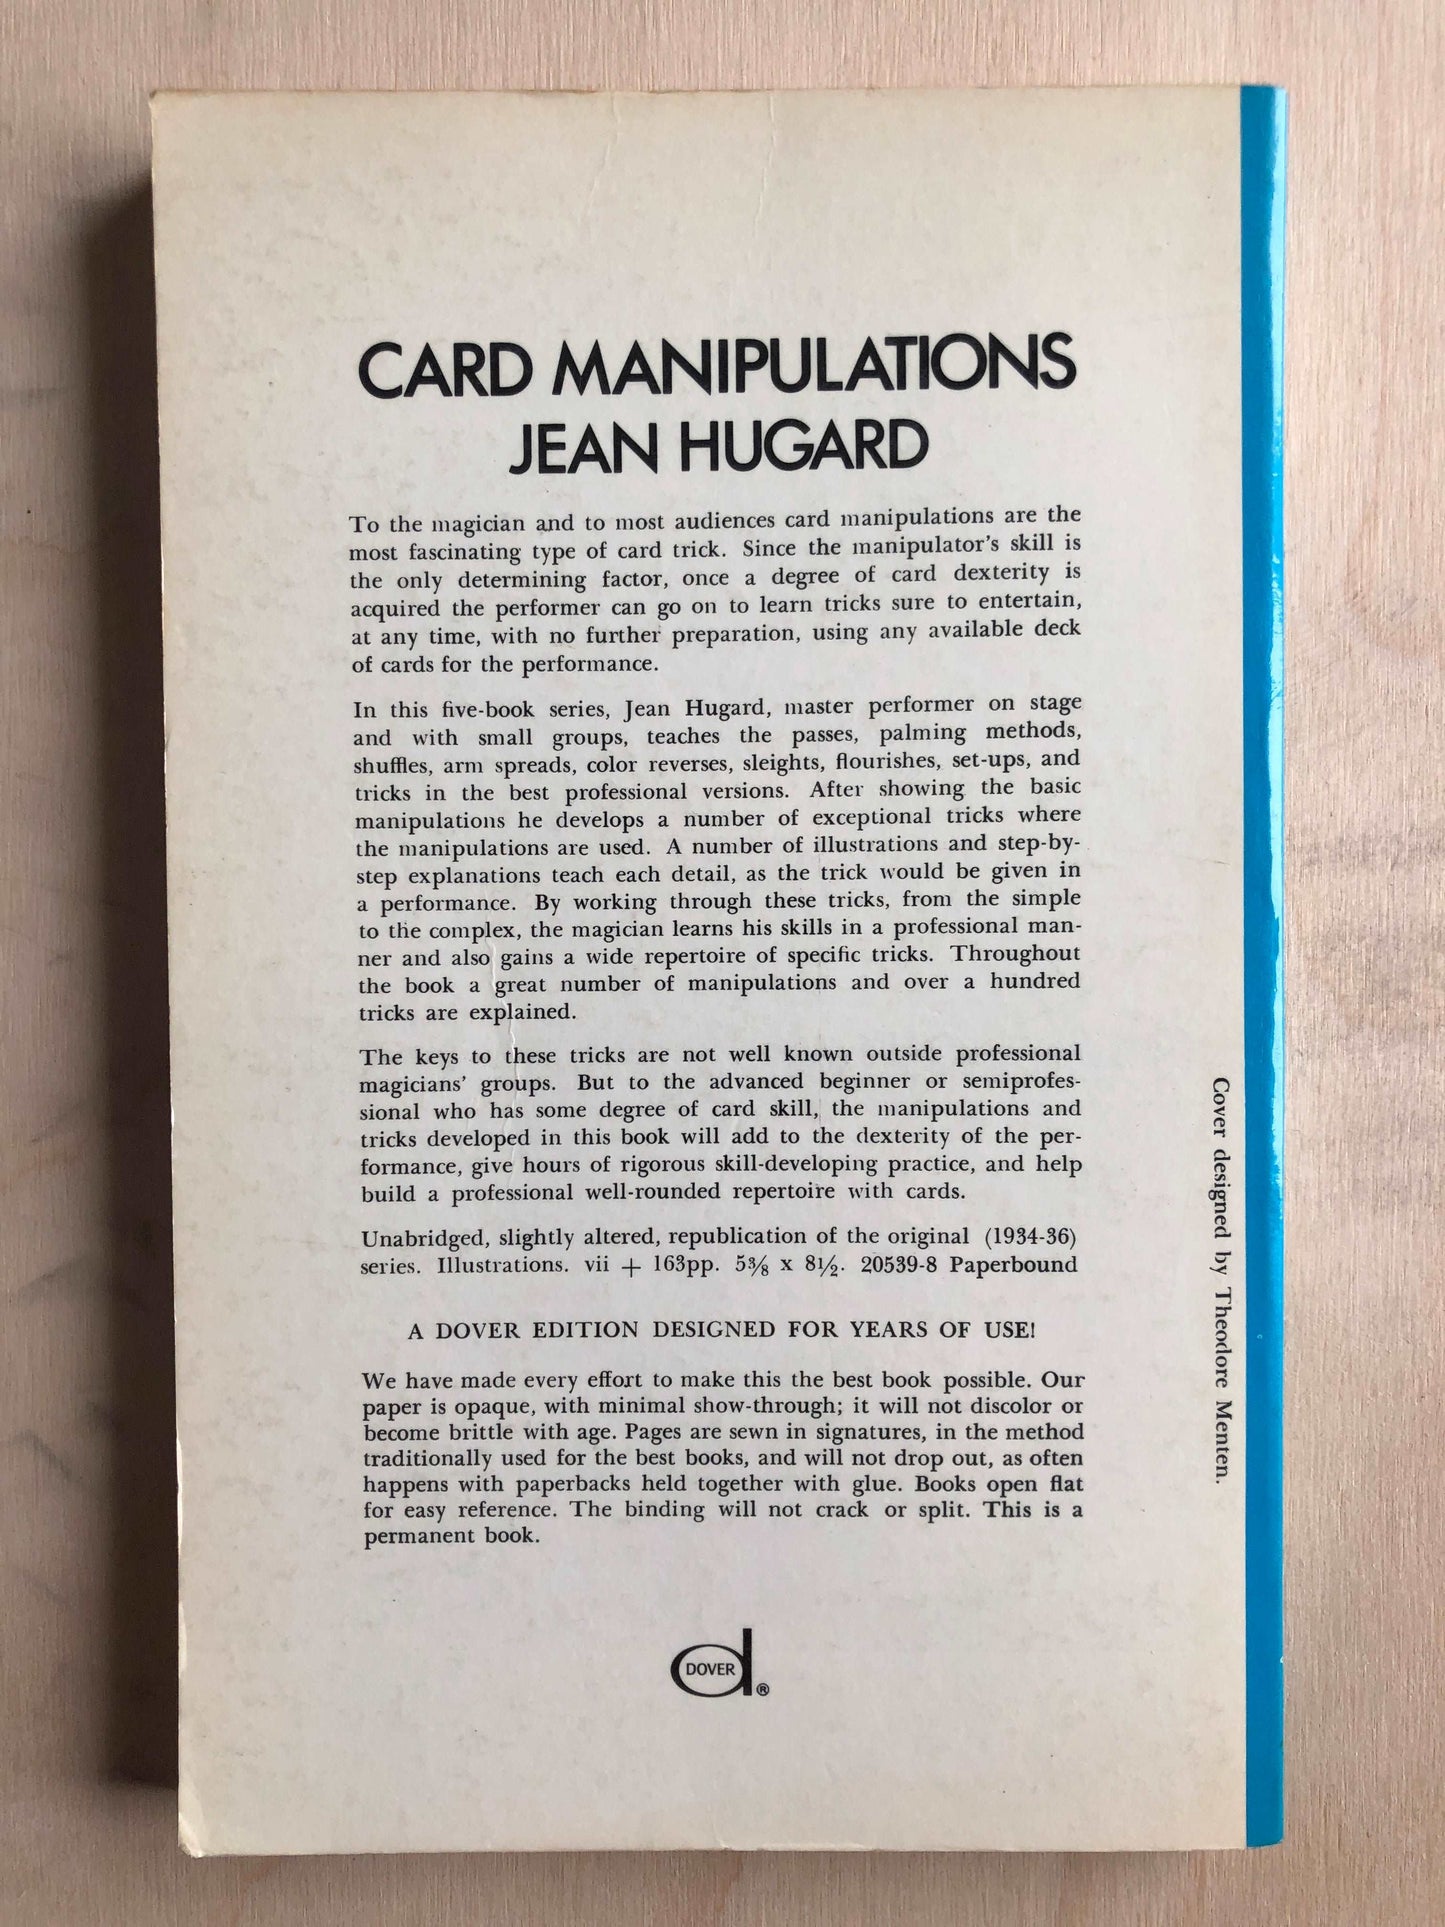 CARD MANIPULATIONS
JEAN HUGARD
To the magician and to most audiences card manipulations are the
most fascinating type of card trick. Since the manipulator's skill is
the only determining factor, once a degree of card dexterity is
acquired the performer can go on to learn tricks sure to entertain,
at any time, with no further preparation, using any available deck
of cards for the performance.
In this five-book series, Jean Hugard, master performer on stage
and with small groups, teaches the passes, palming methods,
shuffles, arm spreads, color reverses, sleights, flourishes, set-ups, and
tricks in the best professional versions. After showing the basic
manipulations he develops a number of exceptional tricks where
the manipulations are used. A number of illustrations and step-by-
step explanations teach each detail, as the trick would be given in
a performance. By working through these tricks, from the simple
to the complex, the magician learns his skills in a professional man-
ner and also gains a wide repertoire of specific tricks. Throughout
the book a great number of manipulations and over a hundred
tricks are explained.
The keys to these tricks are not well known outside professional
magicians' groups. But to the advanced beginner or semiprofes-
sional who has some degree of card skill, the manipulations and
tricks developed in this book will add to the dexterity of the per-
formance, give hours of rigorous skill-developing practice, and help
build a professional well-rounded repertoire with cards.
Unabridged, slightly altered, republication of the original (1934-36)
series. Illustrations. vii + 163pp. 5⅜ x 8½. 20539-8 Paperbound
A DOVER EDITION DESIGNED FOR YEARS OF USE!
We have made every effort to make this the best book possible. Our
paper is opaque, with minimal show-through; it will not discolor or
become brittle with age. Pages are sewn in signatures, in the method
traditionally used for the best books, and will not drop out, as often
happens with paperbacks held together with glue. Books open flat
for easy reference. The binding will not crack or split. This is a
permanent book.
DOVER ®
Cover designed by Theodore Menten.